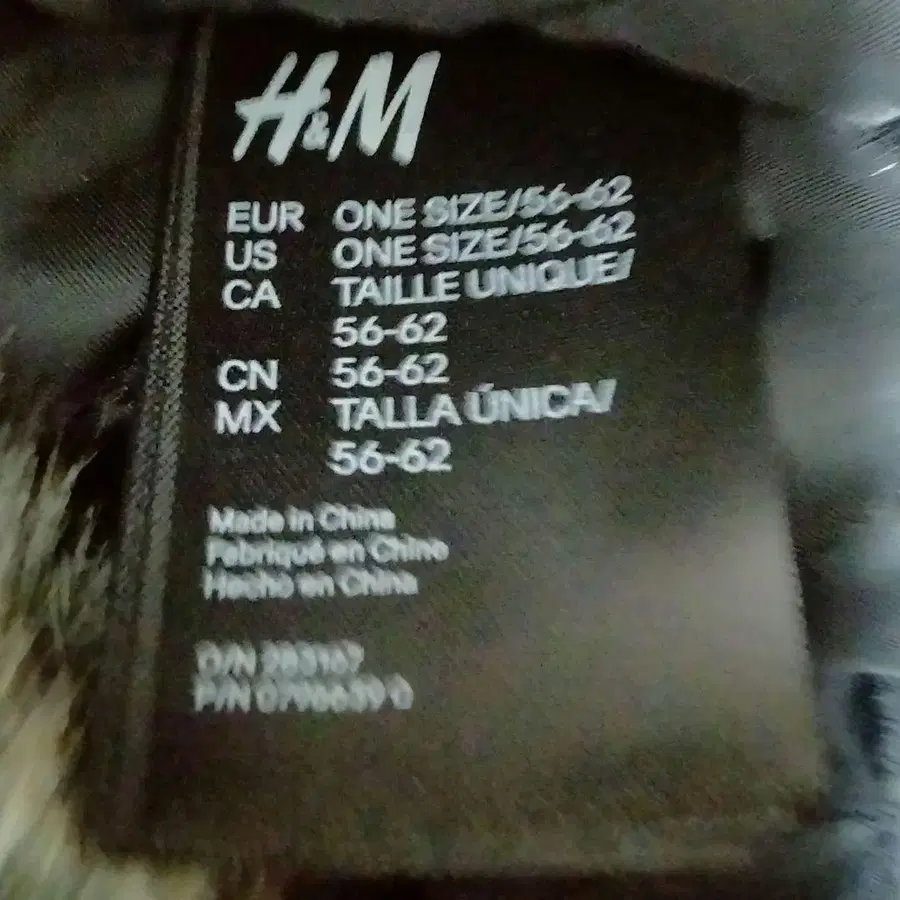 H&M
EUR ONE SIZE/56-62
US ONE SIZE/56-62
CA TAILLE UNIQUE/
56-62
CN 56-62
MX TALLA ÚNICA/
56-62
Made in China
Fabriqué en Chine
Hecho en China
O/N 283167
P/N